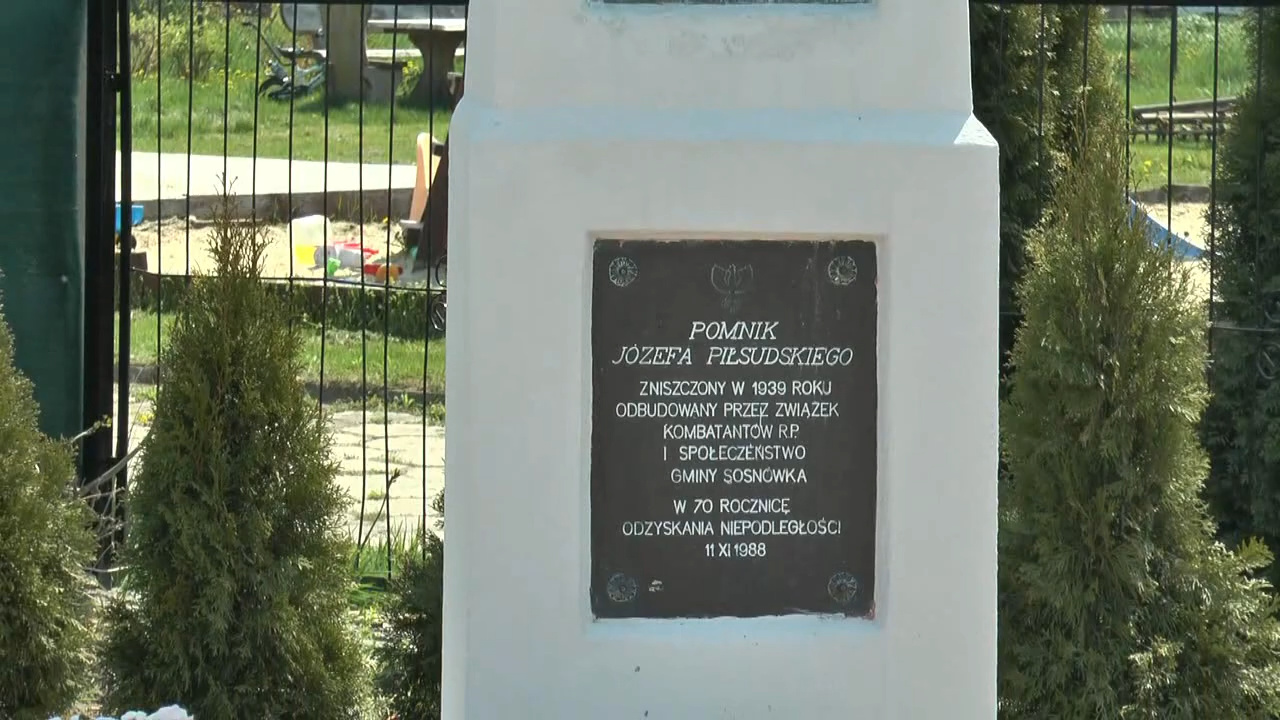 POMNIK
JÓZEFA PIŁSUDSKIEGO
ZNISZCZONY W 1939 ROKU
ODBUDOWANY PRZEZ ZWIĄZEK
KOMBATANTÓW R.P.
I SPOŁECZEŃSTWO
GMINY SOSNÓWKA
W 70 ROCZNICĘ
ODZYSKANIA NIEPODLEGŁOŚCI
11 XI 1988